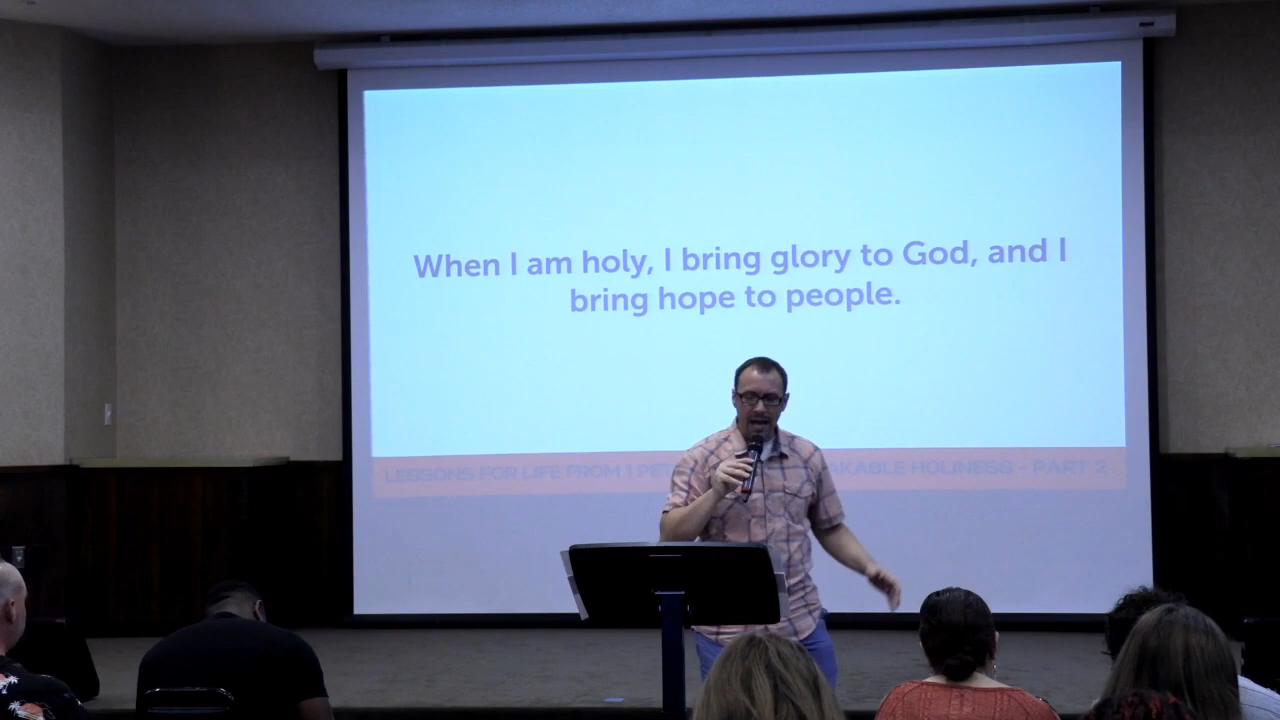 When I am holy, I bring glory to God, and I
bring hope to people.
LESSONS FOR LIFE FROM 1 PET AKABLE HOLINESS - PART 2